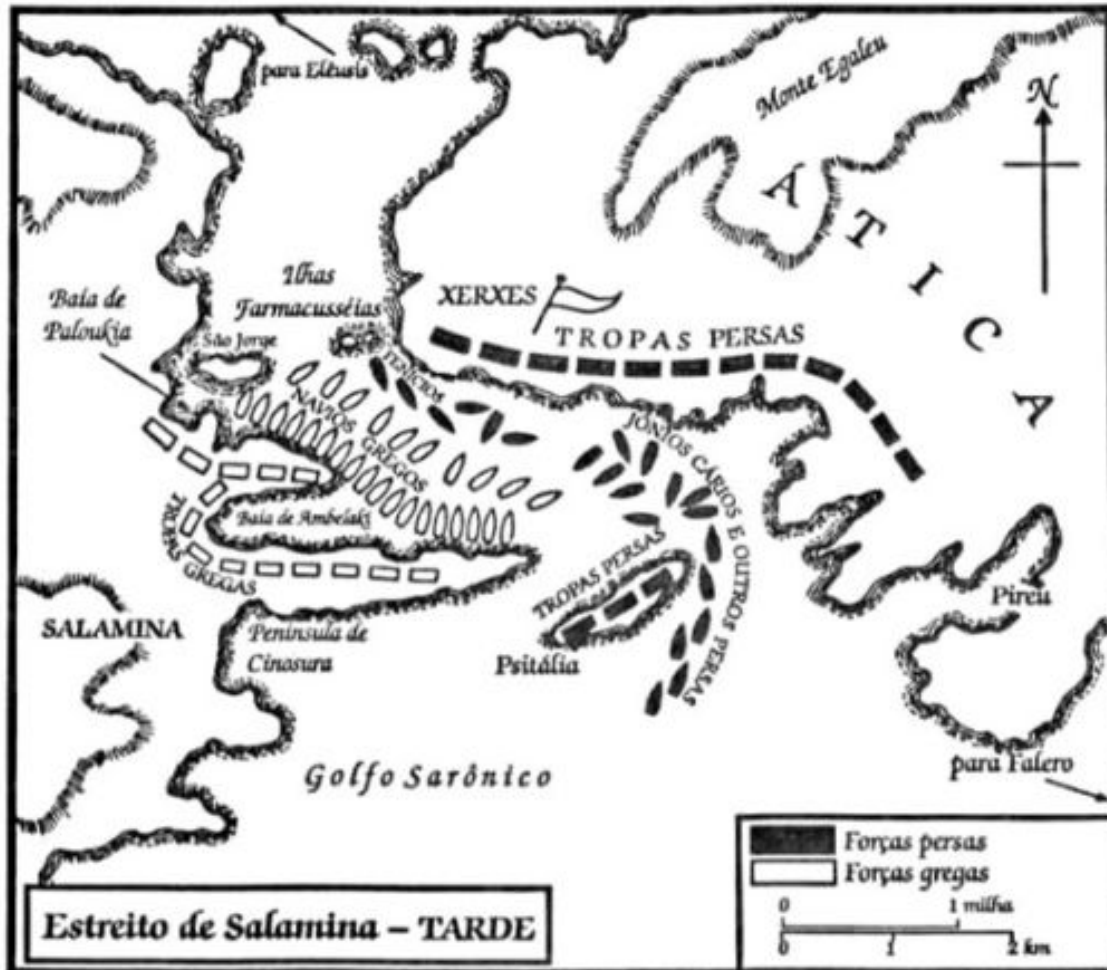 para Elêusis
Monte Egaleu
N
ÁTICA
Ilhas
Farmacusséias
Baía de
Paloukia
São Jorge
XERXES
TROPAS PERSAS
FENÍCIOS
NAVIOS GREGOS
JÔNIOS CÁRIOS E OUTROS PERSAS
Baía de Ambelaki
TROPAS GREGAS
TROPAS PERSAS
SALAMINA
Península de
Cinosura
Psitália
Pireu
Golfo Sarônico
para Falero
Forças persas
Forças gregas
0 1 milha
0 1 2 km
Estreito de Salamina – TARDE